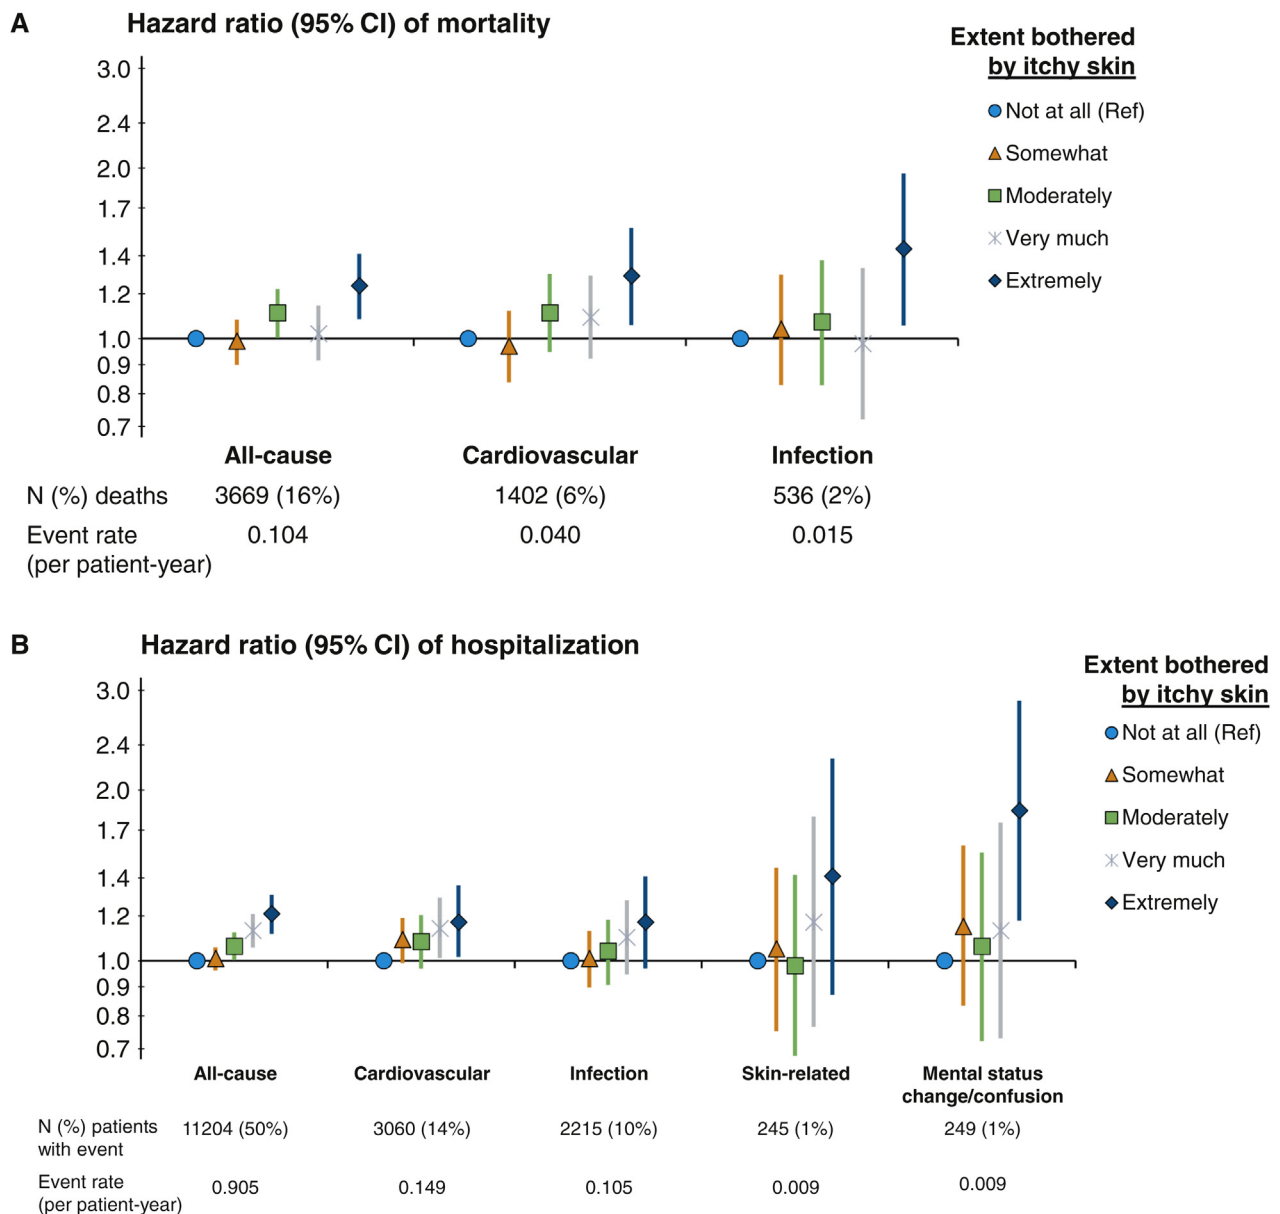 A
Hazard ratio (95% CI) of mortality
Extent bothered
by itchy skin
Not at all (Ref)
Somewhat
Moderately
Very much
Extremely
3.0
2.4
2.0
1.7
1.4
1.2
1.0
0.9
0.8
0.7
All-cause Cardiovascular Infection
N (%) deaths 3669 (16%) 1402 (6%) 536 (2%)
Event rate 0.104 0.040 0.015
(per patient-year)
B
Hazard ratio (95% CI) of hospitalization
Extent bothered
by itchy skin
Not at all (Ref)
Somewhat
Moderately
Very much
Extremely
3.0
2.4
2.0
1.7
1.4
1.2
1.0
0.9
0.8
0.7
All-cause Cardiovascular Infection Skin-related Mental status
change/confusion
N (%) patients 11204 (50%) 3060 (14%) 2215 (10%) 245 (1%) 249 (1%)
with event
Event rate 0.905 0.149 0.105 0.009 0.009
(per patient-year)